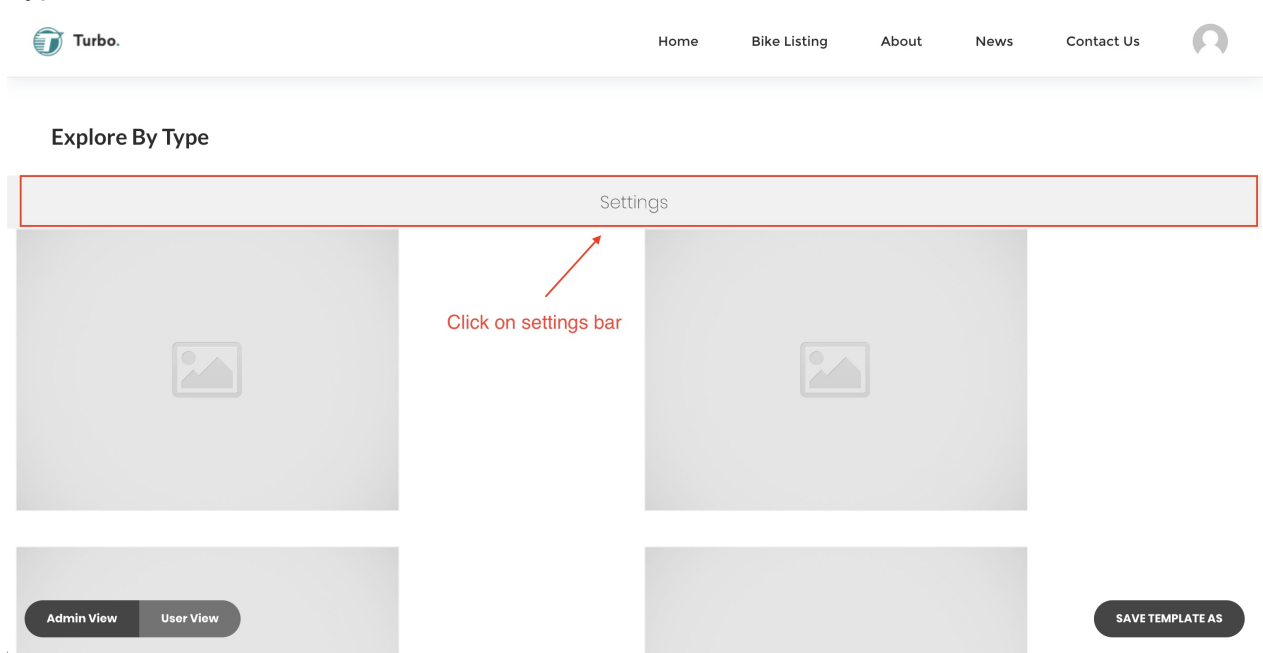 Turbo.
Home Bike Listing About News Contact Us
Explore By Type
Settings
Click on settings bar
Admin View User View
SAVE TEMPLATE AS